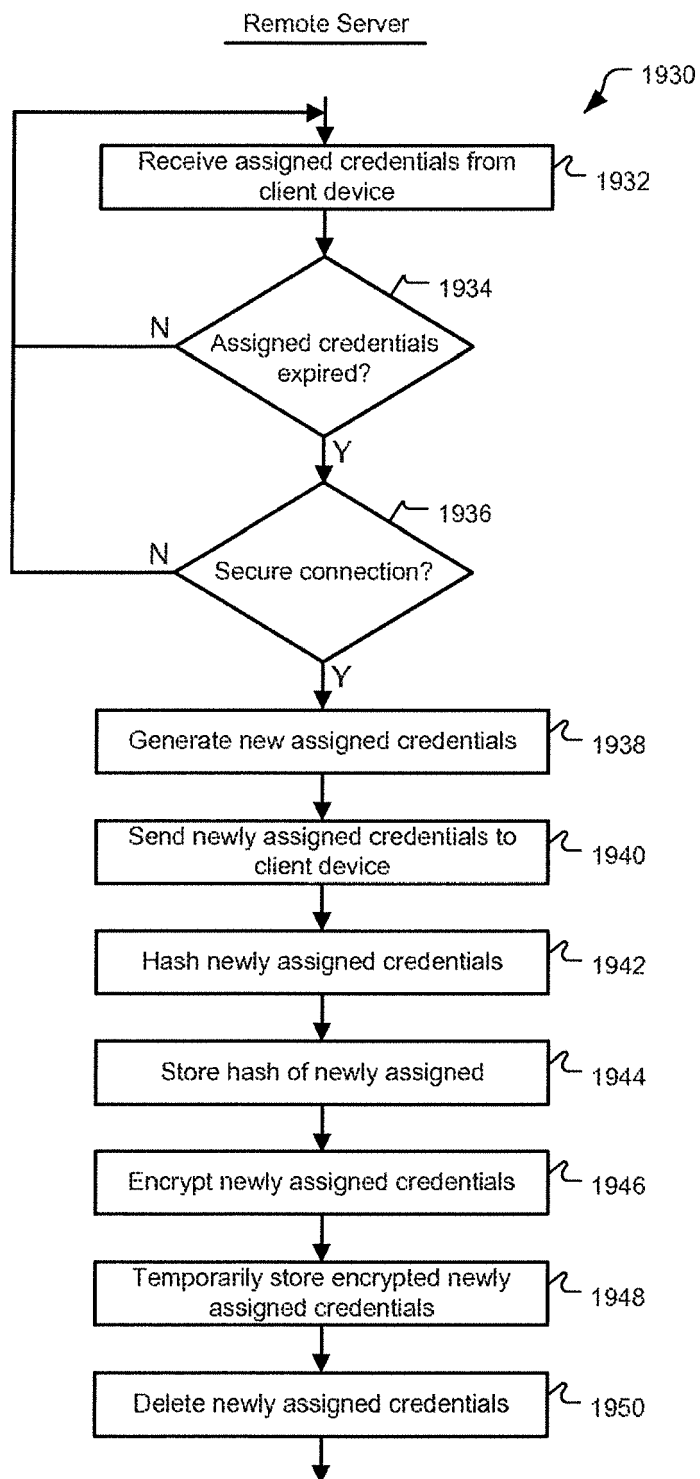 Remote Server
1930
Receive assigned credentials from
client device
1932
1934
N
Assigned credentials
expired?
Y
1936
N
Secure connection?
Y
Generate new assigned credentials
1938
Send newly assigned credentials to
client device
1940
Hash newly assigned credentials
1942
Store hash of newly assigned
1944
Encrypt newly assigned credentials
1946
Temporarily store encrypted newly
assigned credentials
1948
Delete newly assigned credentials
1950